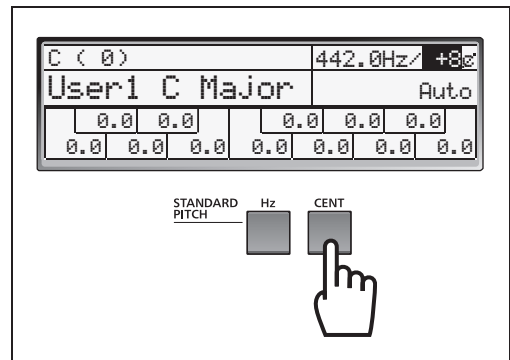 C ( 0) 442.0Hz/ +8¢
User1 C Major Auto
0.0 0.0 0.0 0.0 0.0
0.0 0.0 0.0 0.0 0.0 0.0 0.0
STANDARD PITCH Hz CENT